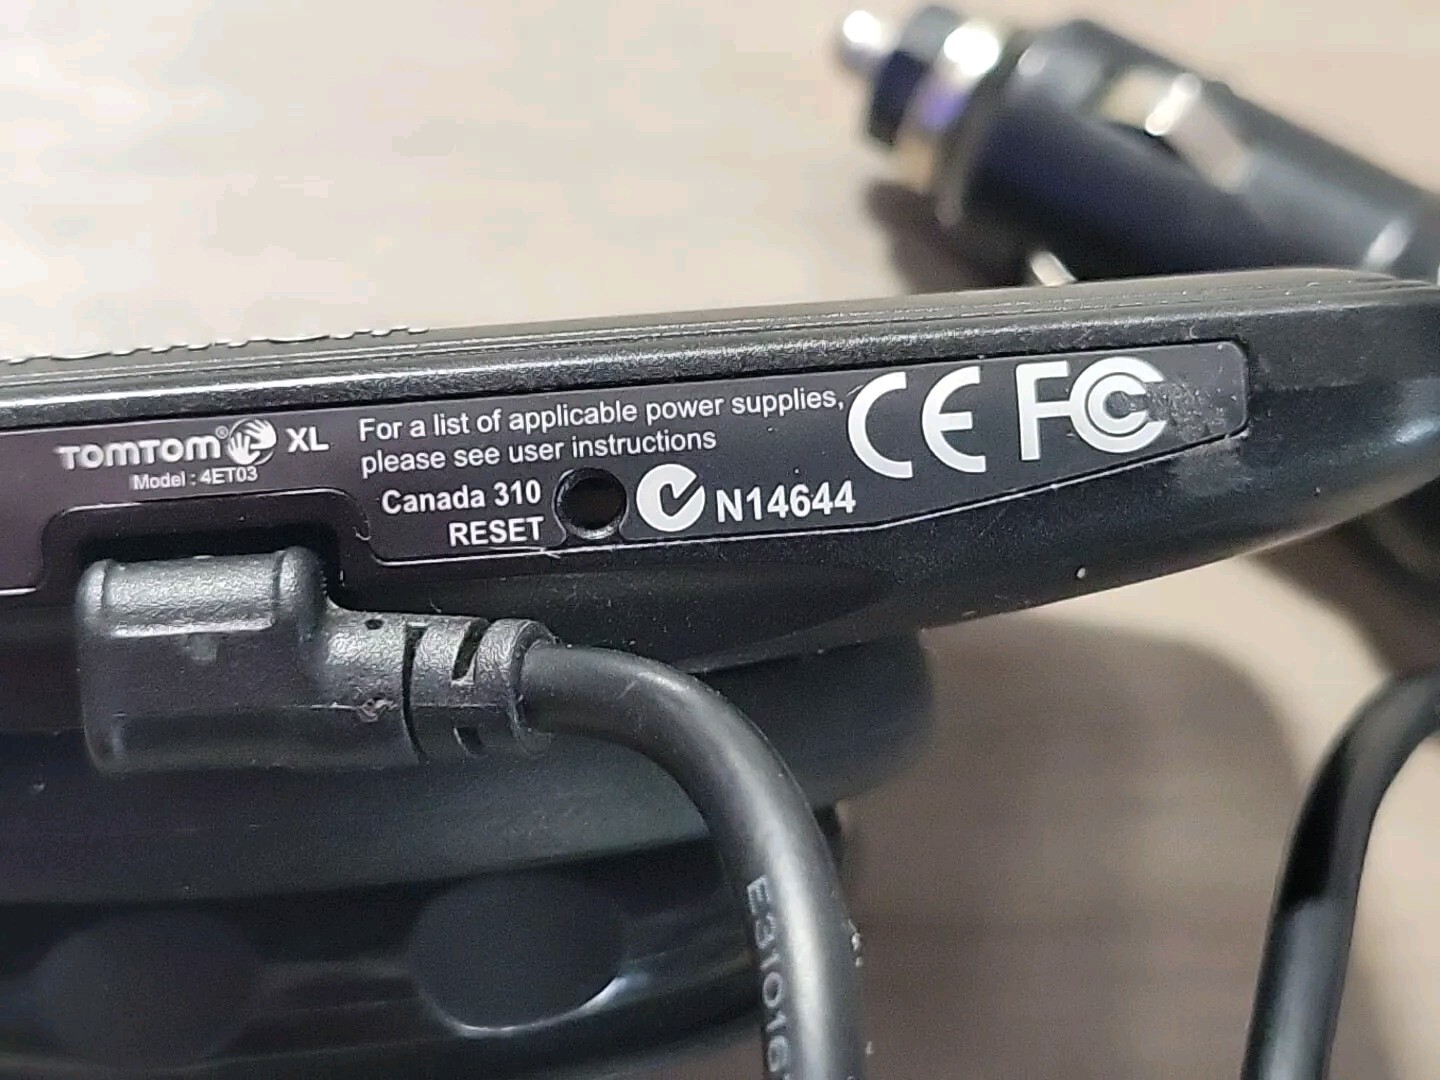 TOMTOM® XL
Model : 4ET03
For a list of applicable power supplies,
please see user instructions
Canada 310
RESET
N14644
CE FC
E31016